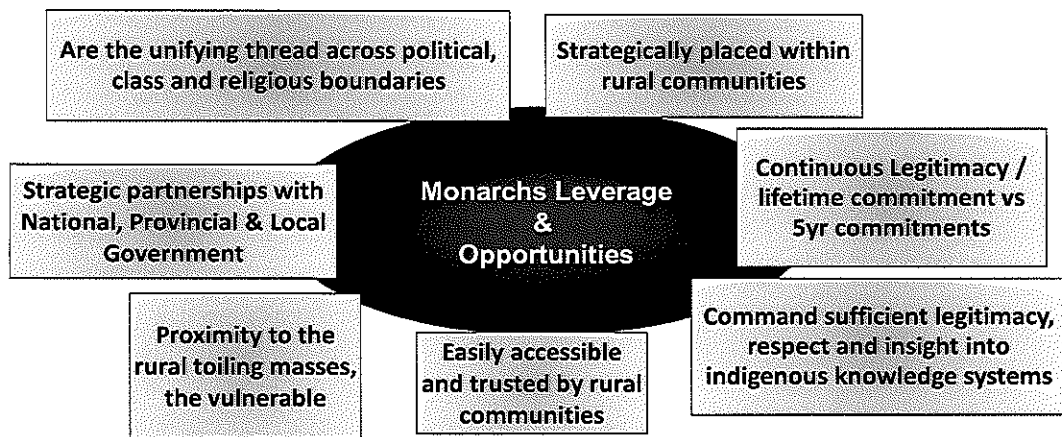 Are the unifying thread across political,
class and religious boundaries
Strategically placed within
rural communities
Strategic partnerships with
National, Provincial & Local
Government
Monarchs Leverage
&
Opportunities
Continuous Legitimacy /
lifetime commitment vs
5yr commitments
Proximity to the
rural toiling masses,
the vulnerable
Easily accessible
and trusted by rural
communities
Command sufficient legitimacy,
respect and insight into
indigenous knowledge systems